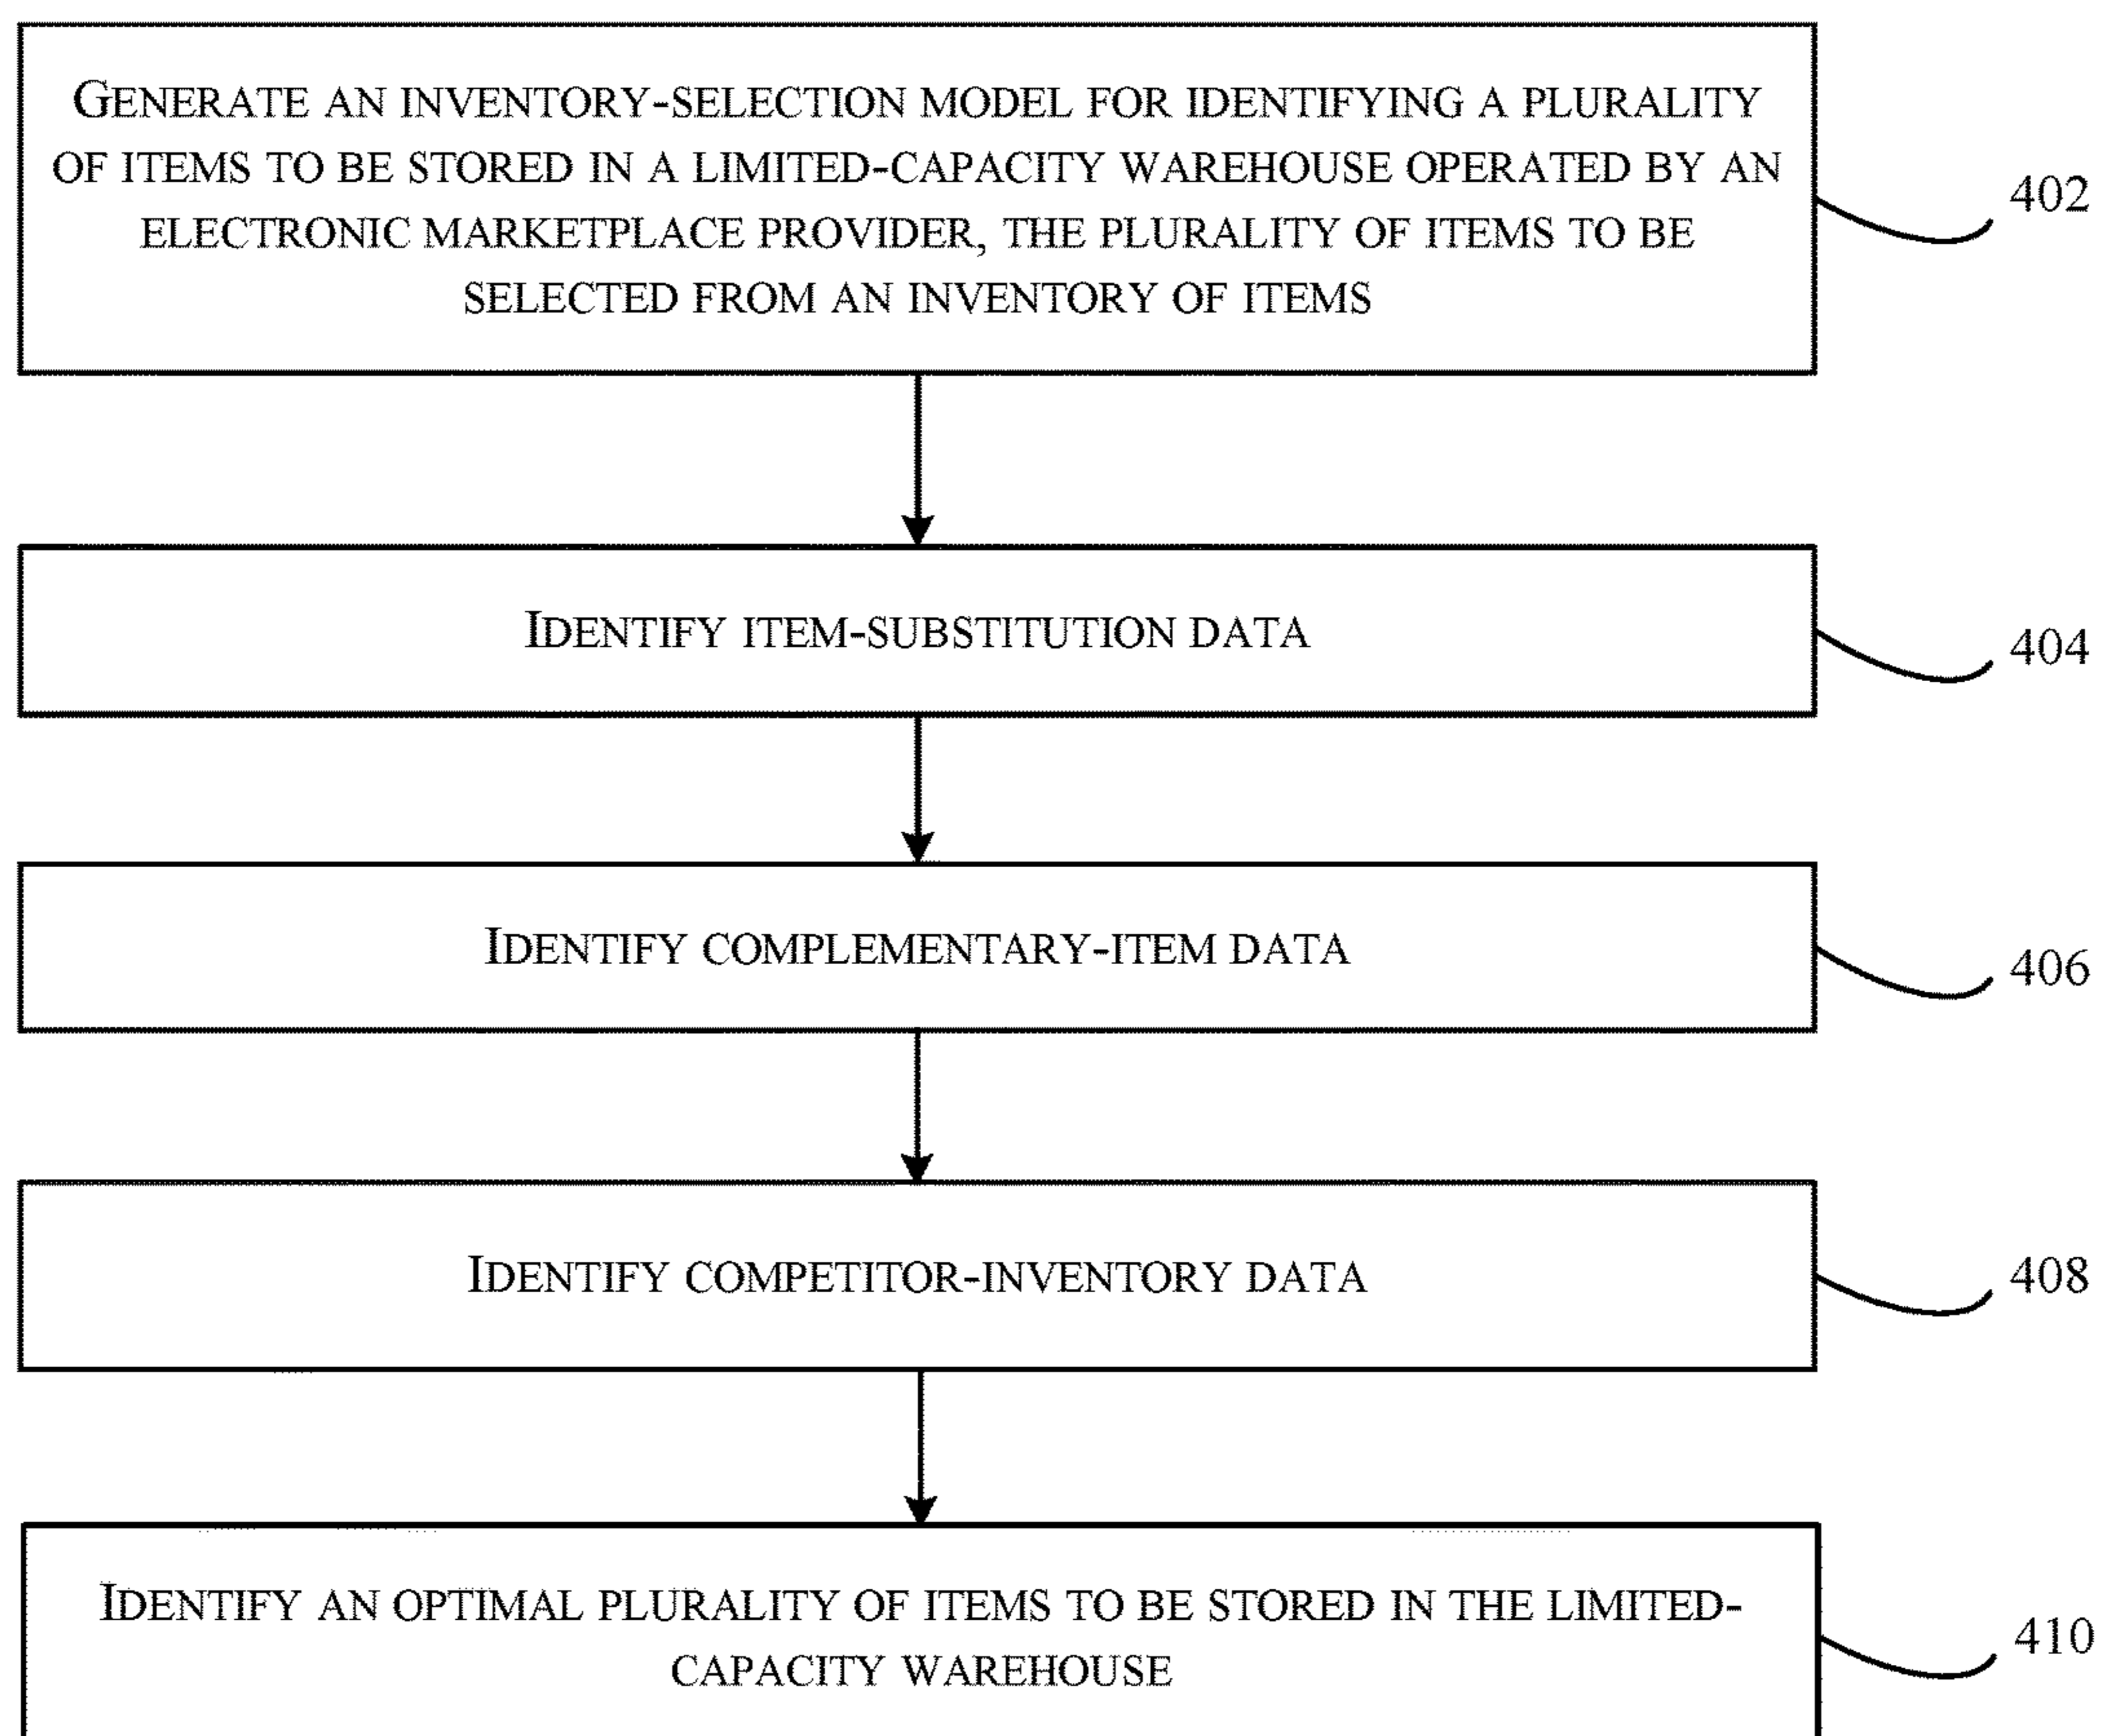 GENERATE AN INVENTORY-SELECTION MODEL FOR IDENTIFYING A PLURALITY
OF ITEMS TO BE STORED IN A LIMITED-CAPACITY WAREHOUSE OPERATED BY AN
ELECTRONIC MARKETPLACE PROVIDER, THE PLURALITY OF ITEMS TO BE
SELECTED FROM AN INVENTORY OF ITEMS
402
IDENTIFY ITEM-SUBSTITUTION DATA
404
IDENTIFY COMPLEMENTARY-ITEM DATA
406
IDENTIFY COMPETITOR-INVENTORY DATA
408
IDENTIFY AN OPTIMAL PLURALITY OF ITEMS TO BE STORED IN THE LIMITED-
CAPACITY WAREHOUSE
410